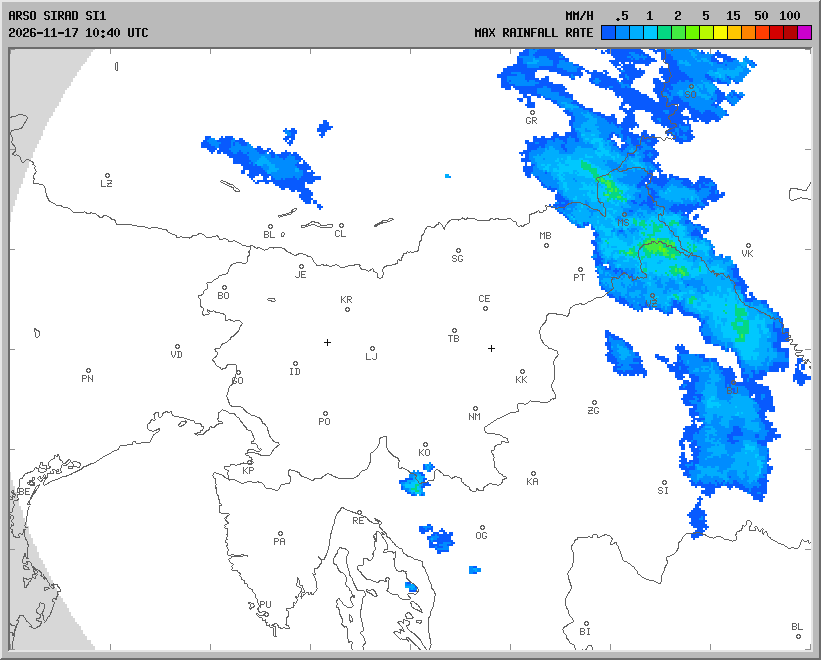 ARSO SIRAD SI1
2026-11-17 10:40 UTC
MM/H .5 1 2 5 15 50 100
MAX RAINFALL RATE
GR
LZ
MS
BL
CL
MB
SG
VK
JE
PT
BO
KR
CE
TB
VD
LJ
ID
GO
KK
PN
PO
NM
ZG
KO
KP
KA
BE
SI
RE
OG
PA
PU
BI
BL